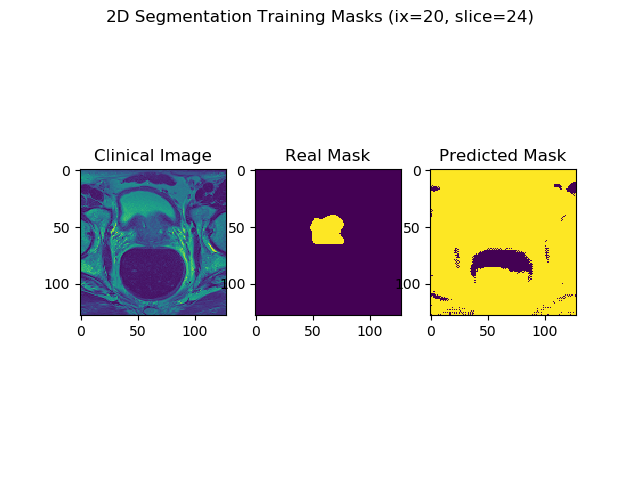 2D Segmentation Training Masks (ix=20, slice=24)
Clinical Image Real Mask Predicted Mask
0 0 0
50 50 50
100 100 100
0 50 100 0 50 100 0 50 100